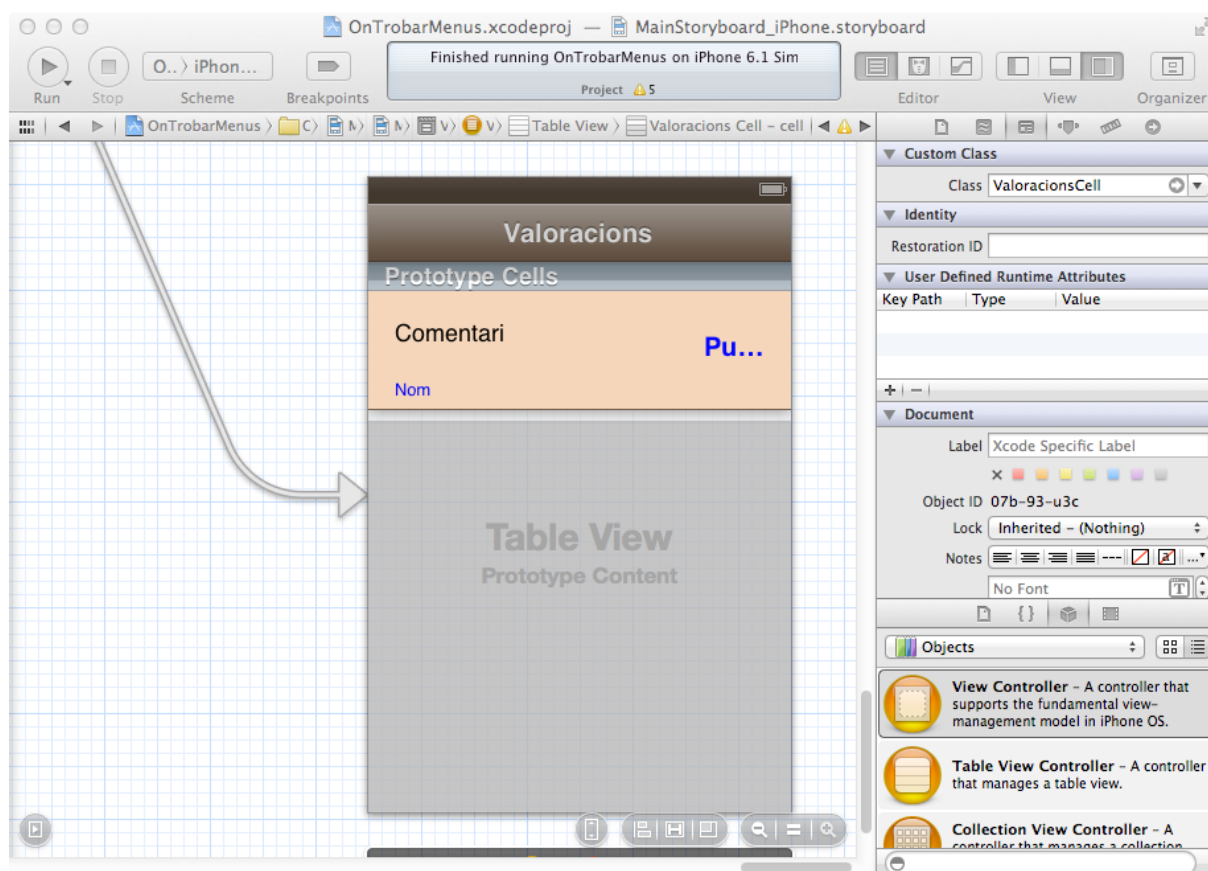 OnTrobarMenus.xcodeproj — MainStoryboard_iPhone.storyboard
O..⟩ iPhon...
Finished running OnTrobarMenus on iPhone 6.1 Sim
Project 5
Run Stop Scheme Breakpoints
Editor View Organizer
OnTrobarMenus ⟩ C⟩ M⟩ M⟩ V⟩ V⟩ Table View ⟩ Valoracions Cell – cell
Valoracions
Prototype Cells
Comentari
Pu...
Nom
Table View
Prototype Content
Custom Class
Class ValoracionsCell
Identity
Restoration ID
User Defined Runtime Attributes
Key Path Type Value
Document
Label Xcode Specific Label
Object ID 07b-93-u3c
Lock Inherited – (Nothing)
Notes
No Font
Objects
View Controller – A controller that
supports the fundamental view-
management model in iPhone OS.
Table View Controller – A controller
that manages a table view.
Collection View Controller – A
controller that manages a collection